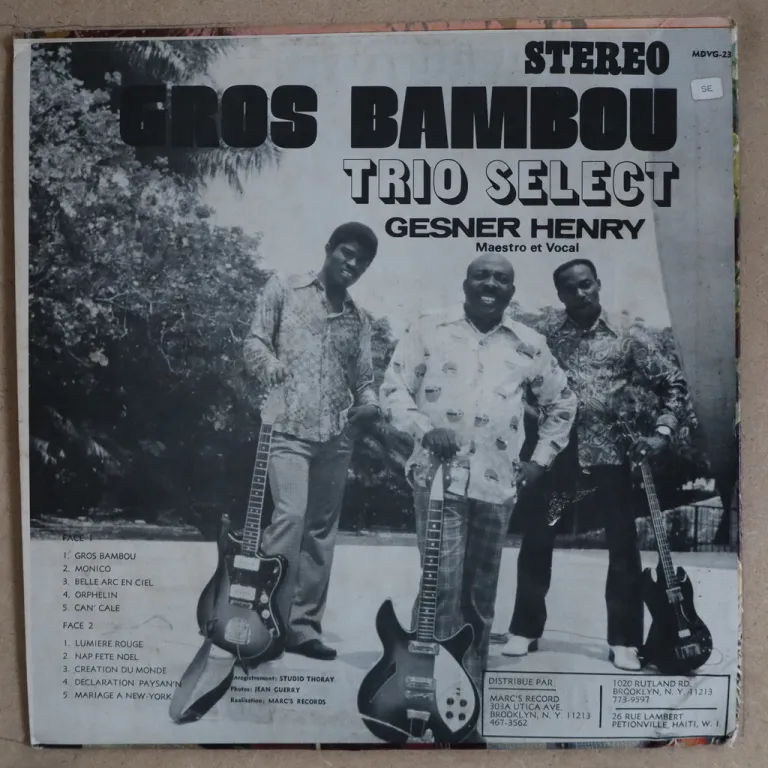 STEREO
MDVG-23
SE
GROS BAMBOU
TRIO SELECT
GESNER HENRY
Maestro et Vocal
FACE 1
1. GROS BAMBOU
2. MONICO
3. BELLE ARC EN CIEL
4. ORPHELIN
5. CAN' CALE
FACE 2
1. LUMIERE ROUGE
2. NAP FETE NOEL
3. CREATION DU MONDE
4. DECLARATION PAYSAN'N
5. MARIAGE A NEW-YORK
Enregistrement: STUDIO THORAY
Photos: JEAN GUERRY
Realisation: MARC'S RECORDS
DISTRIBUE PAR
MARC'S RECORD
303A UTICA AVE.
BROOKLYN, N. Y. 11213
467-3562
1020 RUTLAND RD.
BROOKLYN, N. Y. 11213
773-9597
26 RUE LAMBERT
PETIONVILLE, HAITI, W. I.